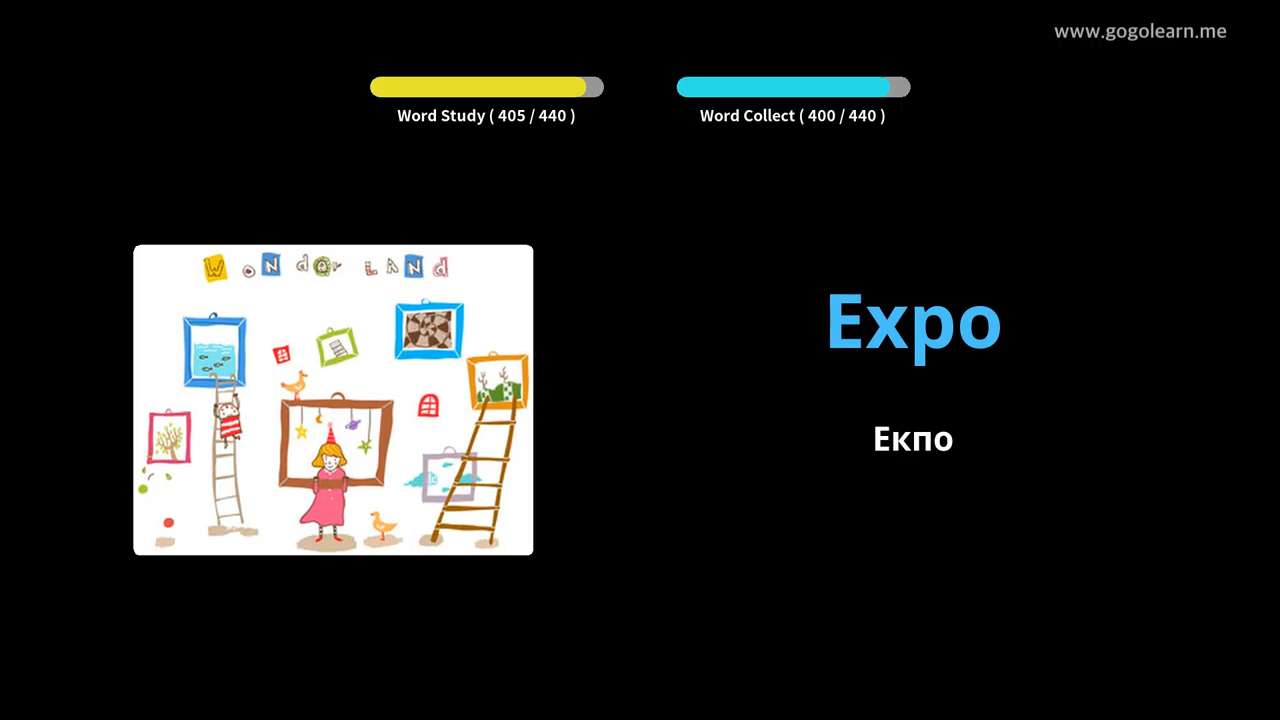 www.gogolearn.me
Word Study ( 405 / 440 )
Word Collect ( 400 / 440 )
WoNder LANd
Expo
Екпо